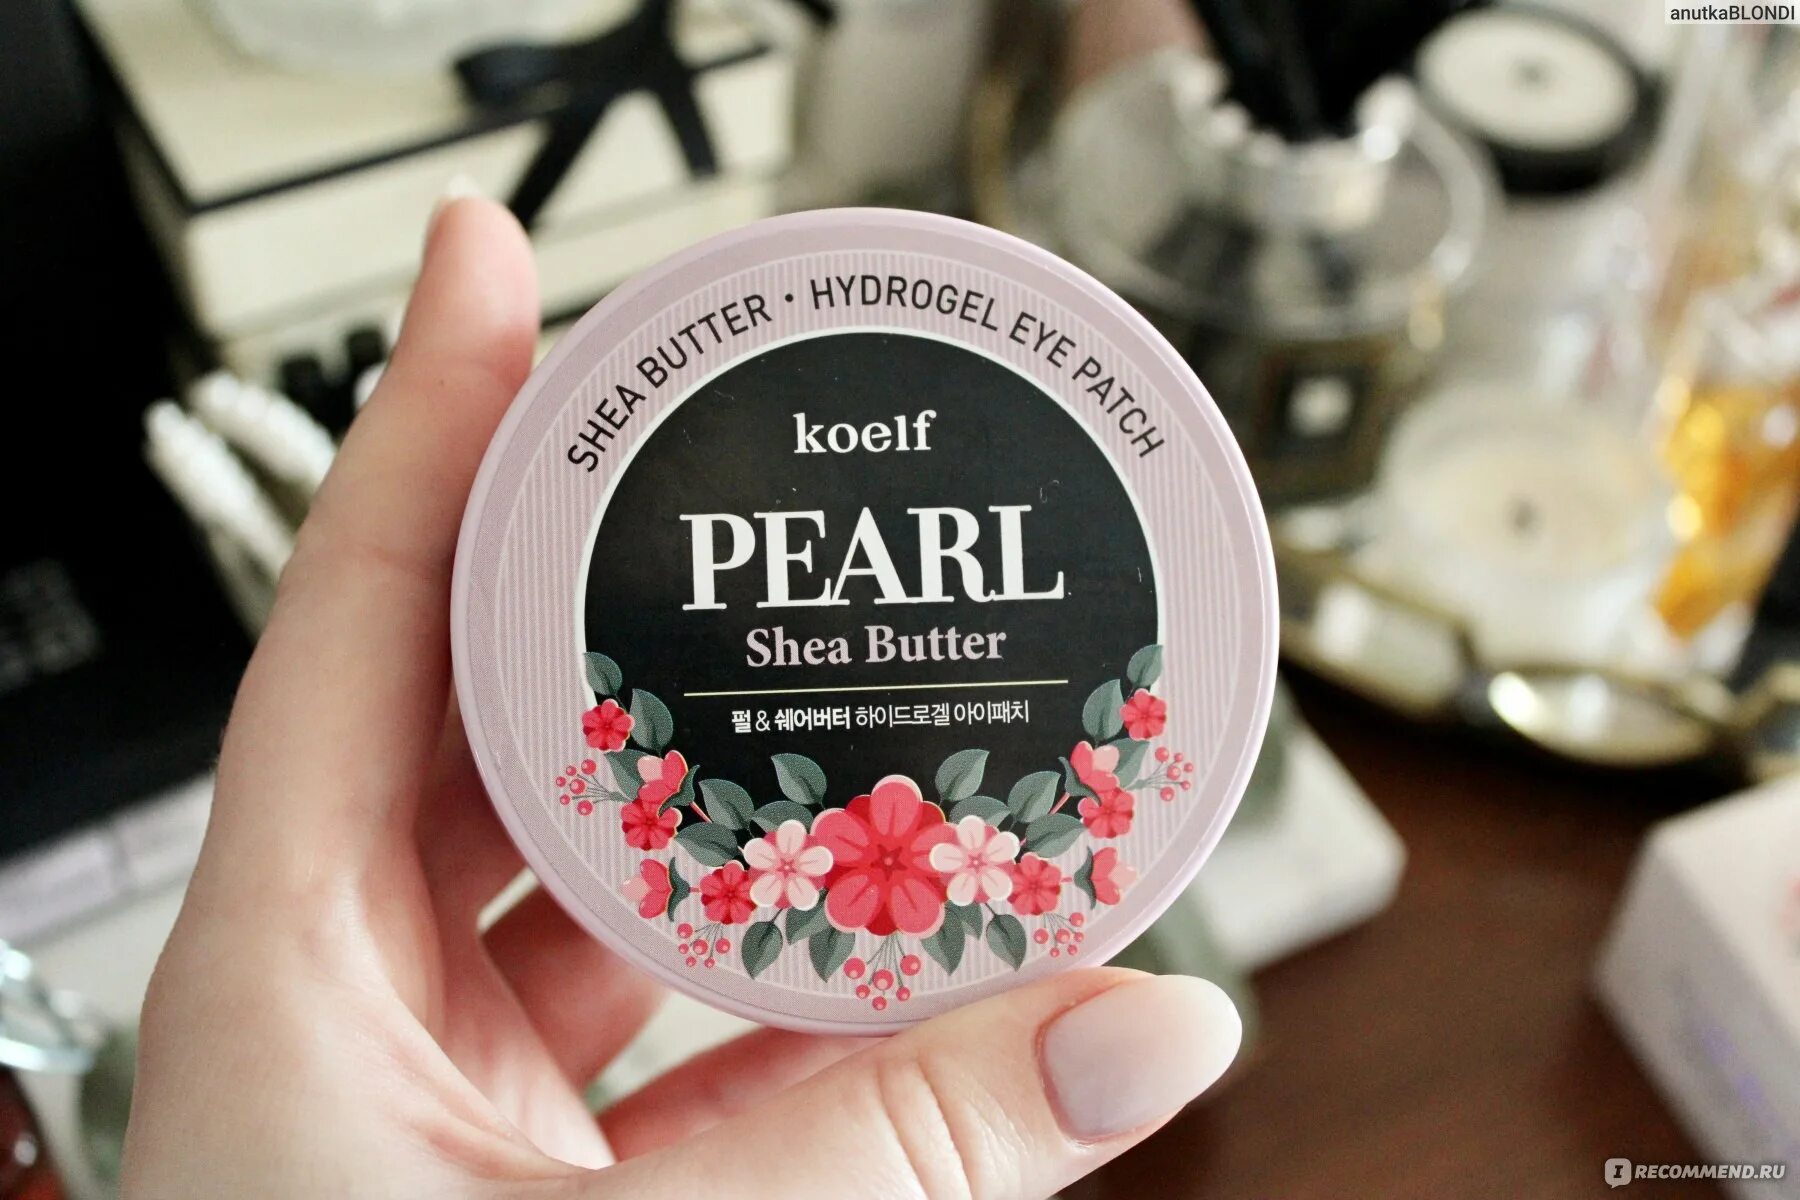 anutkaBLONDI
SHEA BUTTER • HYDROGEL EYE PATCH
koelf
PEARL
Shea Butter
펄 & 쉐어버터 하이드로겔 아이패치
I RECOMMEND.RU